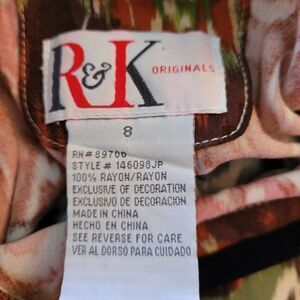 R&K
ORIGINALS
8
RN# 69700
STYLE # 146098JP
100% RAYON/RAYON
EXCLUSIVE OF DECORATION
EXCLUSIVO DE DECORACION
MADE IN CHINA
HECHO EN CHINA
SEE REVERSE FOR CARE
VER AL DORSO PARA CUIDADO